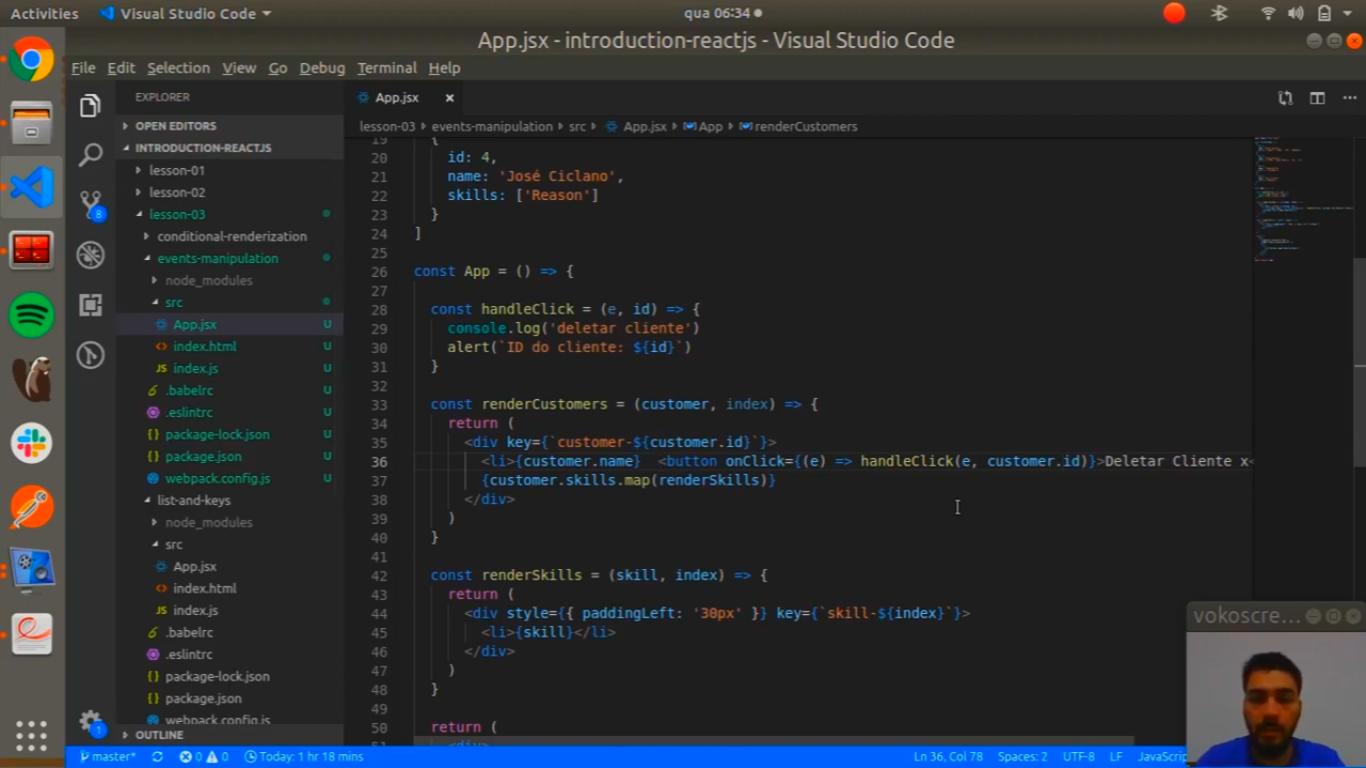 Activities Visual Studio Code qua 06:34
App.jsx - introduction-reactjs - Visual Studio Code
File Edit Selection View Go Debug Terminal Help
EXPLORER
OPEN EDITORS
INTRODUCTION-REACTJS
lesson-01
lesson-02
lesson-03
conditional-renderization
events-manipulation
node_modules
src
App.jsx U
index.html U
index.js U
.babelrc U
.eslintrc U
package-lock.json U
package.json U
webpack.config.js U
list-and-keys
node_modules
src
App.jsx
index.html
index.js
.babelrc
.eslintrc
package-lock.json
package.json
webpack.config.js
OUTLINE
8
1
App.jsx ×
lesson-03 events-manipulation src App.jsx App renderCustomers
19 {
20 id: 4,
21 name: 'José Ciclano',
22 skills: ['Reason']
23 }
24 ]
25
26 const App = () => {
27
28 const handleClick = (e, id) => {
29 console.log('deletar cliente')
30 alert(`ID do cliente: ${id}`)
31 }
32
33 const renderCustomers = (customer, index) => {
34 return (
35 <div key={`customer-${customer.id}`}>
36 <li>{customer.name} <button onClick={(e) => handleClick(e, customer.id)}>Deletar Cliente x<
37 {customer.skills.map(renderSkills)}
38 </div>
39 )
40 }
41
42 const renderSkills = (skill, index) => {
43 return (
44 <div style={{ paddingLeft: '30px' }} key={`skill-${index}`}>
45 <li>{skill}</li>
46 </div>
47 )
48 }
49
50 return (
51 <div>
vokoscre...
master* 0 0 Today: 1 hr 18 mins Ln 36, Col 78 Spaces: 2 UTF-8 LF JavaScrip